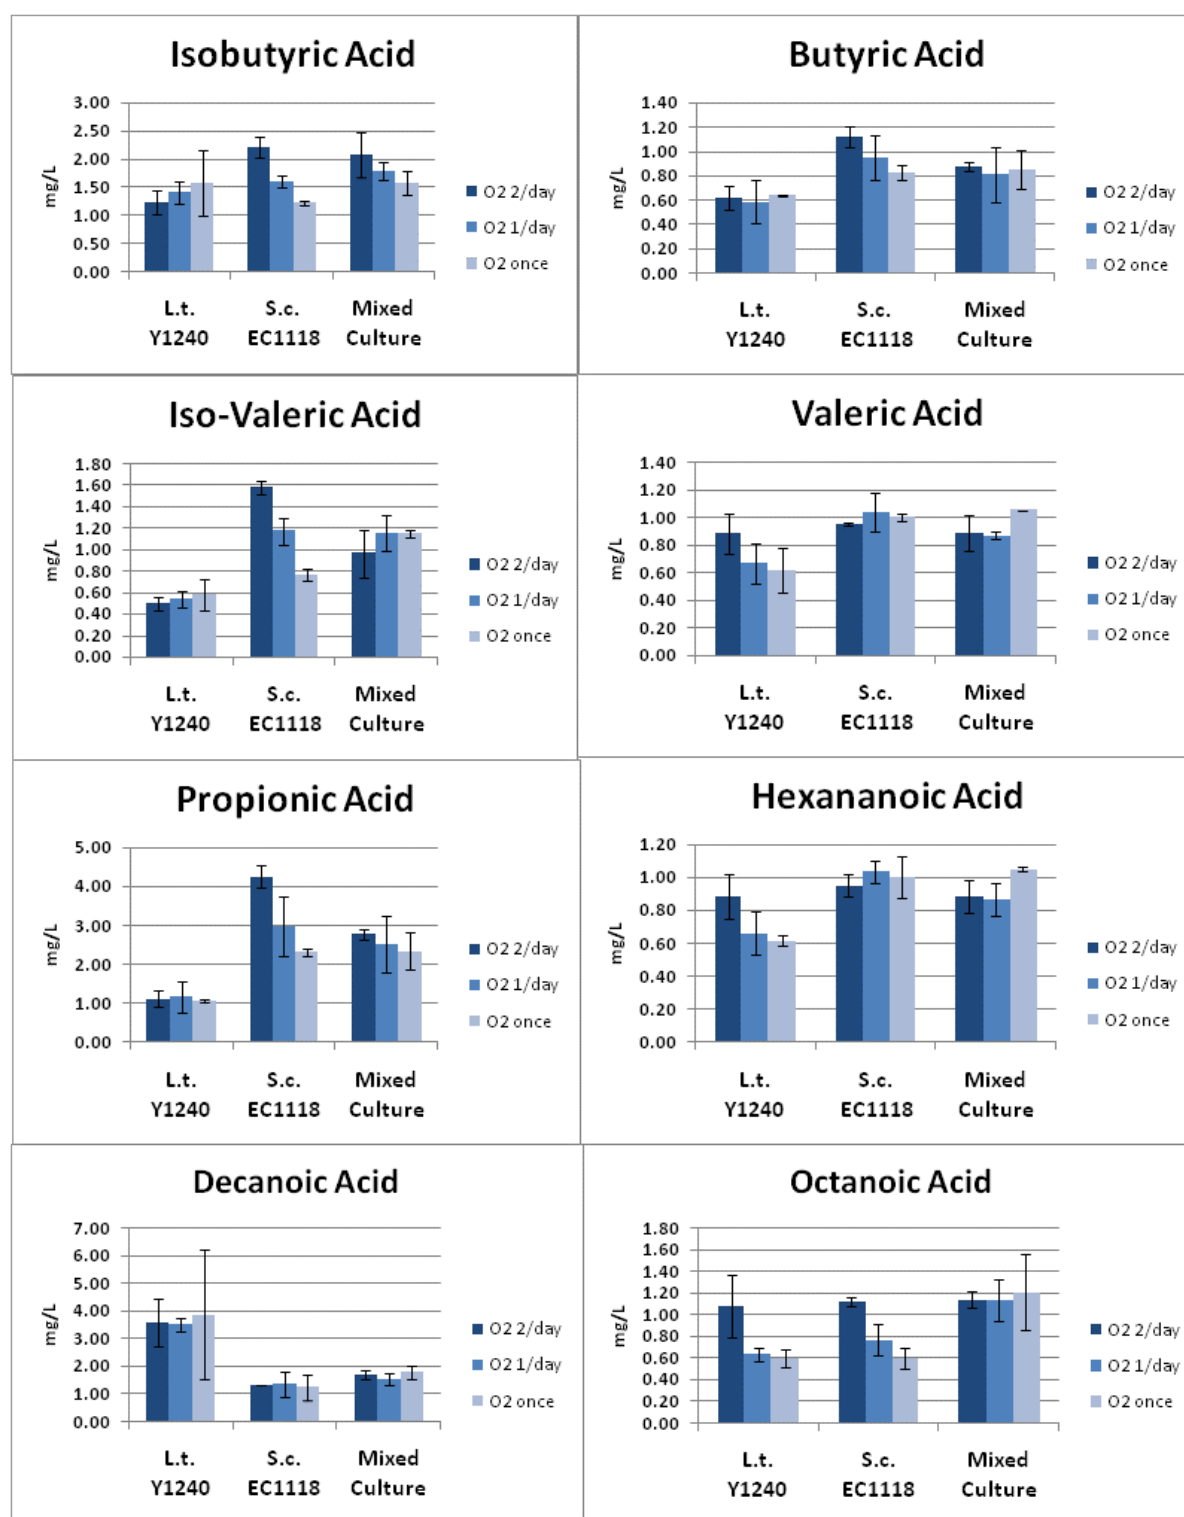 Isobutyric Acid
3.00
2.50
2.00
1.50
1.00
0.50
0.00
mg/L
O2 2/day
O2 1/day
O2 once
L.t. S.c. Mixed
Y1240 EC1118 Culture
Butyric Acid
1.40
1.20
1.00
0.80
0.60
0.40
0.20
0.00
mg/L
O2 2/day
O2 1/day
O2 once
L.t. S.c. Mixed
Y1240 EC1118 Culture
Iso-Valeric Acid
1.80
1.60
1.40
1.20
1.00
0.80
0.60
0.40
0.20
0.00
mg/L
O2 2/day
O2 1/day
O2 once
L.t. S.c. Mixed
Y1240 EC1118 Culture
Valeric Acid
1.40
1.20
1.00
0.80
0.60
0.40
0.20
0.00
mg/L
O2 2/day
O2 1/day
O2 once
L.t. S.c. Mixed
Y1240 EC1118 Culture
Propionic Acid
5.00
4.00
3.00
2.00
1.00
0.00
mg/L
O2 2/day
O2 1/day
O2 once
L.t. S.c. Mixed
Y1240 EC1118 Culture
Hexananoic Acid
1.20
1.00
0.80
0.60
0.40
0.20
0.00
mg/L
O2 2/day
O2 1/day
O2 once
L.t. S.c. Mixed
Y1240 EC1118 Culture
Decanoic Acid
7.00
6.00
5.00
4.00
3.00
2.00
1.00
0.00
mg/L
O2 2/day
O2 1/day
O2 once
L.t. S.c. Mixed
Y1240 EC1118 Culture
Octanoic Acid
1.80
1.60
1.40
1.20
1.00
0.80
0.60
0.40
0.20
0.00
mg/L
O2 2/day
O2 1/day
O2 once
L.t. S.c. Mixed
Y1240 EC1118 Culture